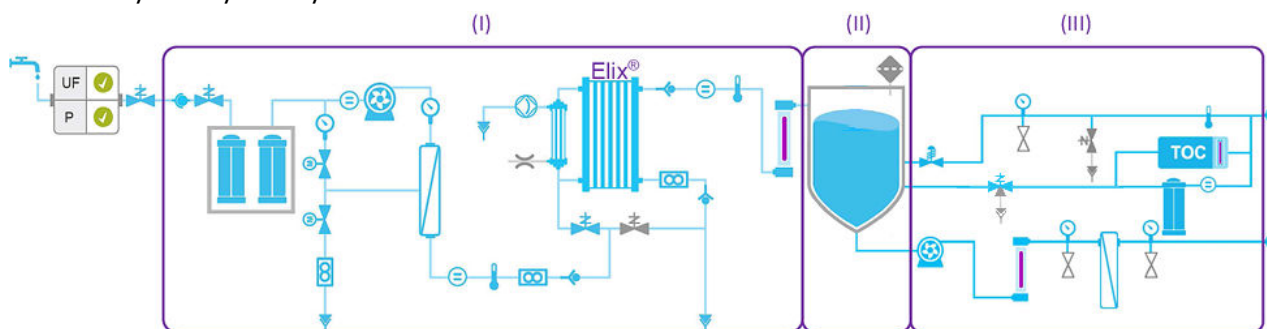 (I)
(II)
(III)
Elix®
UF
P
TOC